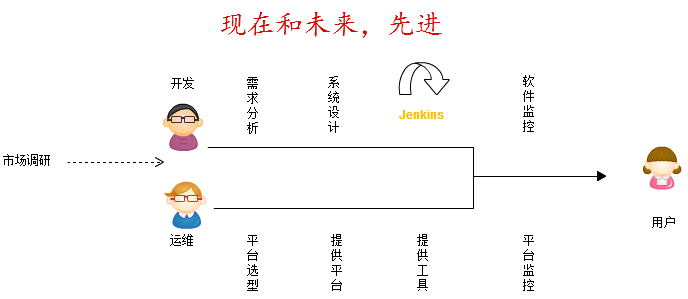 现在和未来，先进
开发
需求分析
系统设计
Jenkins
软件监控
市场调研
用户
运维
平台选型
提供平台
提供工具
平台监控